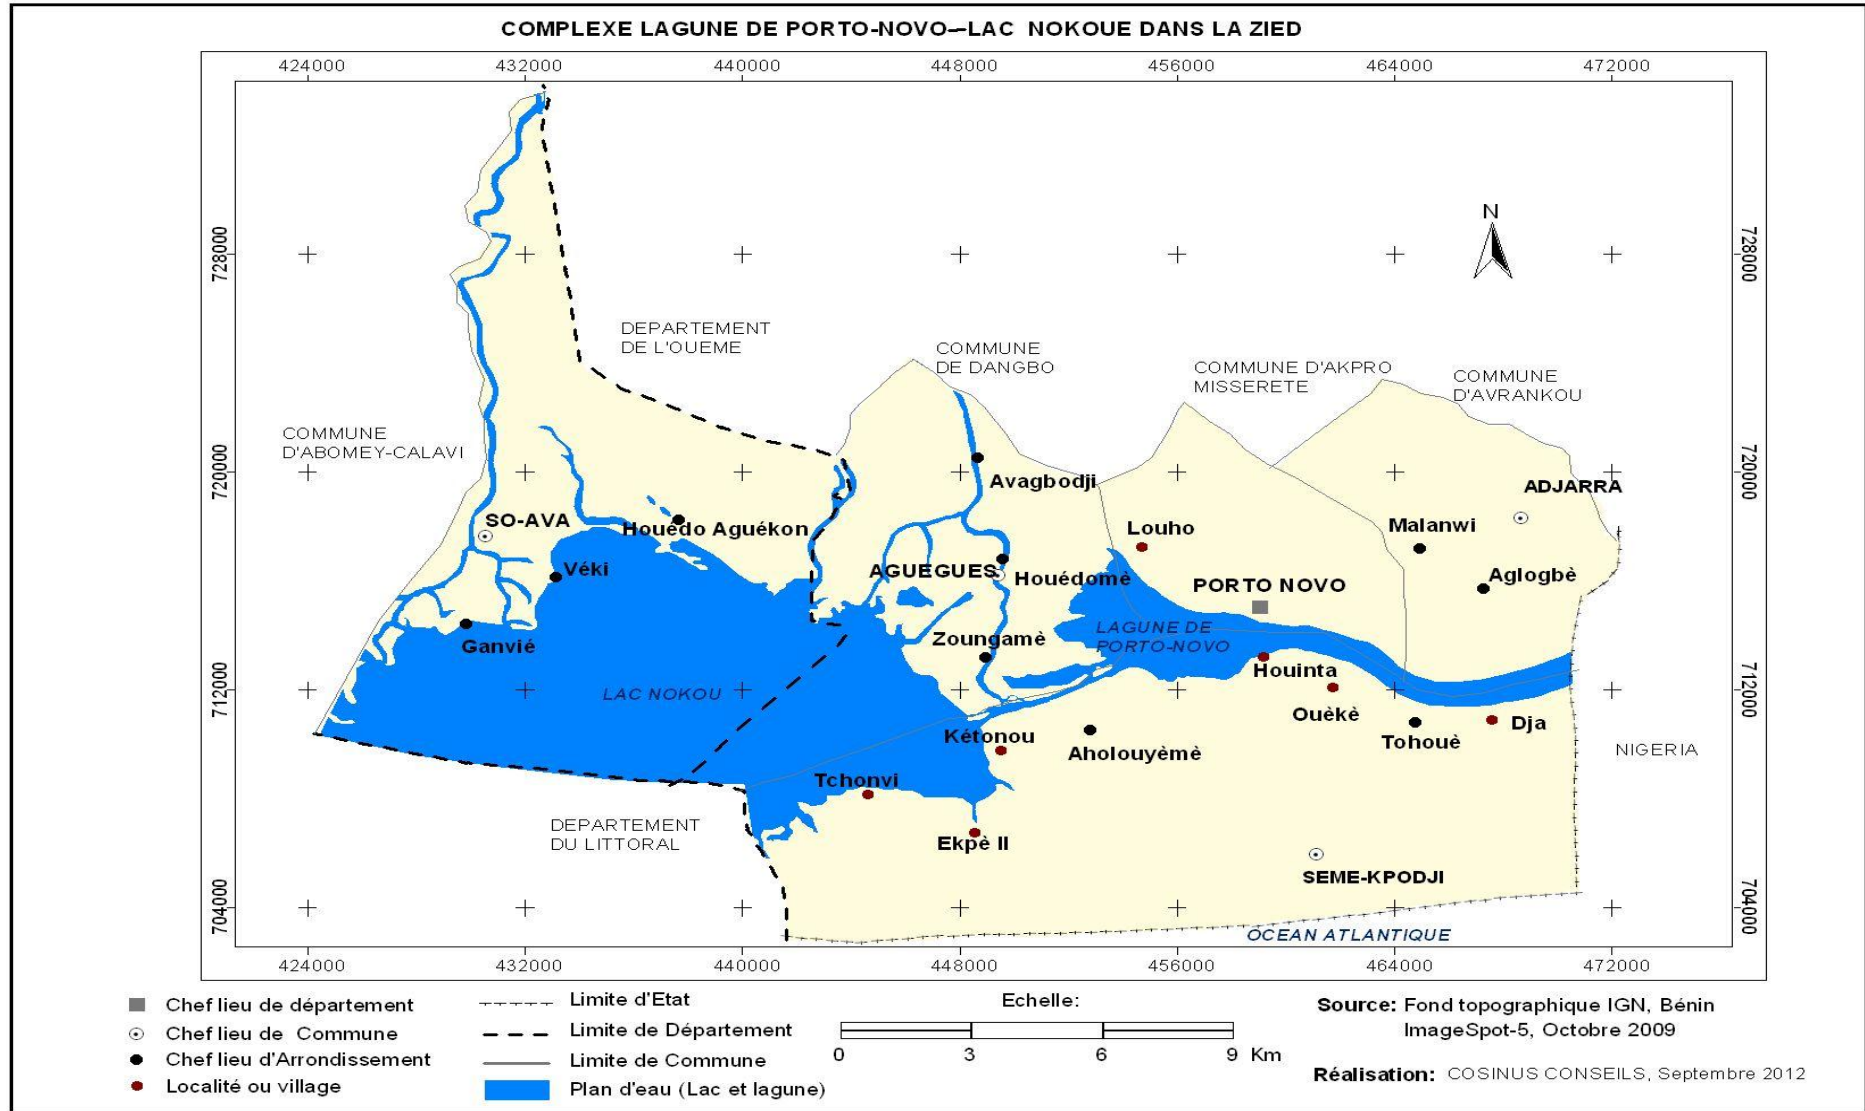 COMPLEXE LAGUNE DE PORTO-NOVO--LAC NOKOUE DANS LA ZIED
424000 432000 440000 448000 456000 464000 472000
N
728000 728000
DEPARTEMENT
DE L'OUEME
COMMUNE
DE DANGBO
COMMUNE D'AKPRO
MISSERETE
COMMUNE
D'AVRANKOU
COMMUNE
D'ABOMEY-CALAVI
720000 720000
Avagbodji
ADJARRA
SO-AVA
Houèdo Aguékon
Louho
Malanwi
Véki
AGUEGUES
Houédomè
PORTO NOVO
Aglogbè
Ganvié
Zoungamè
LAGUNE DE
PORTO-NOVO
Houinta
712000 712000
LAC NOKOU
Ouèkè
Kétonou
Aholouyèmè
Tohouè
Dja
NIGERIA
Tchonvi
DEPARTEMENT
DU LITTORAL
Ekpè II
SEME-KPODJI
704000 704000
OCEAN ATLANTIQUE
424000 432000 440000 448000 456000 464000 472000
Chef lieu de département
Chef lieu de Commune
Chef lieu d'Arrondissement
Localité ou village
Limite d'Etat
Limite de Département
Limite de Commune
Plan d'eau (Lac et lagune)
Echelle:
0 3 6 9 Km
Source: Fond topographique IGN, Bénin
ImageSpot-5, Octobre 2009
Réalisation: COSINUS CONSEILS, Septembre 2012